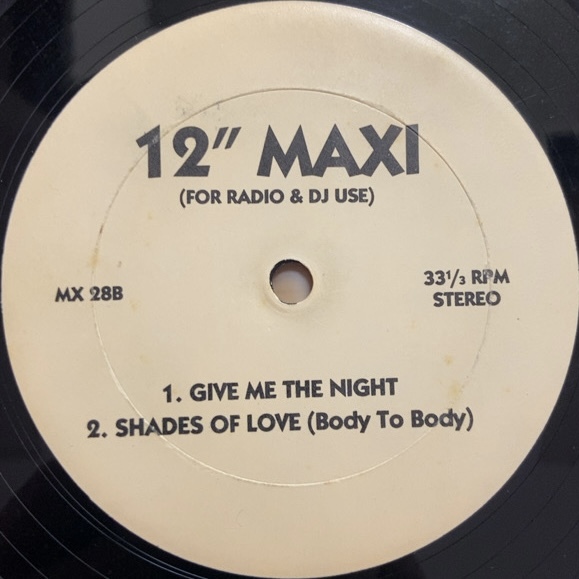 12" MAXI
(FOR RADIO & DJ USE)
MX 28B
33⅓ RPM
STEREO
1. GIVE ME THE NIGHT
2. SHADES OF LOVE (Body To Body)